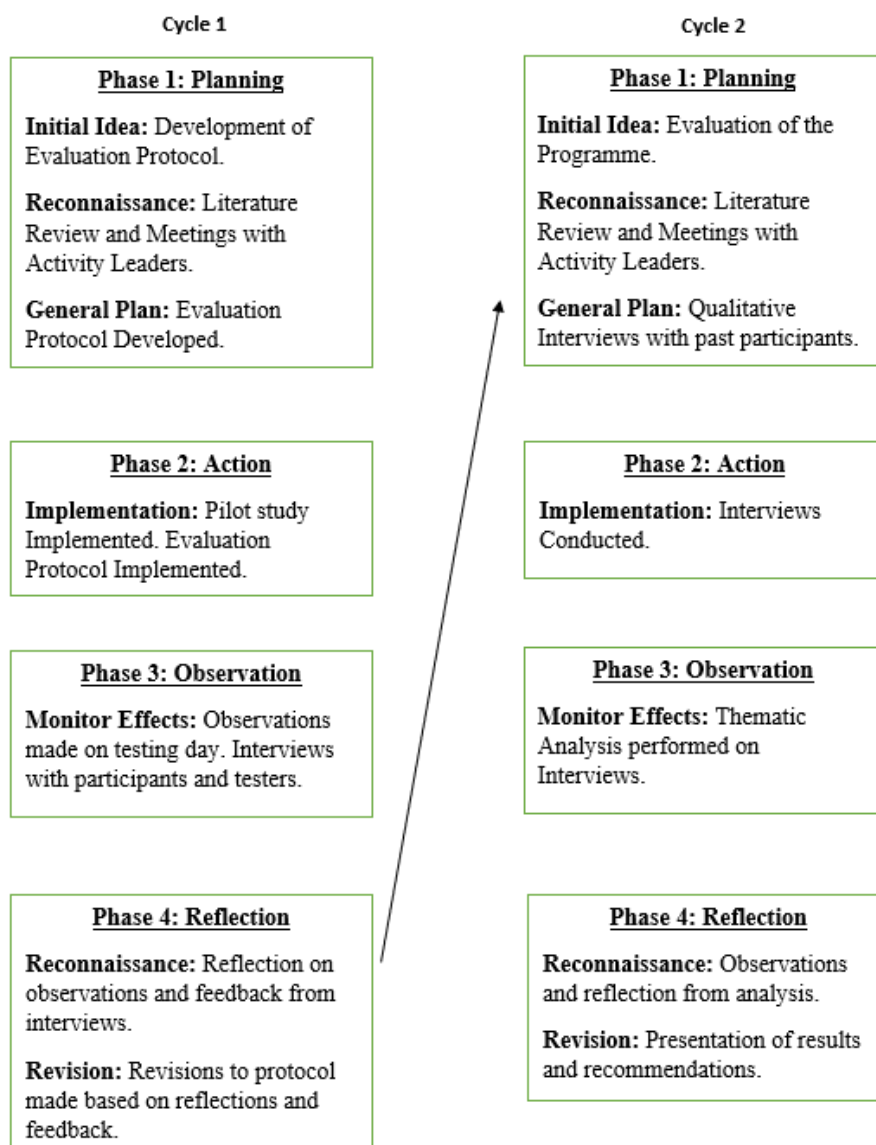 Cycle 1
Phase 1: Planning
Initial Idea: Development of
Evaluation Protocol.
Reconnaissance: Literature
Review and Meetings with
Activity Leaders.
General Plan: Evaluation
Protocol Developed.
Phase 2: Action
Implementation: Pilot study
Implemented. Evaluation
Protocol Implemented.
Phase 3: Observation
Monitor Effects: Observations
made on testing day. Interviews
with participants and testers.
Phase 4: Reflection
Reconnaissance: Reflection on
observations and feedback from
interviews.
Revision: Revisions to protocol
made based on reflections and
feedback.
Cycle 2
Phase 1: Planning
Initial Idea: Evaluation of the
Programme.
Reconnaissance: Literature
Review and Meetings with
Activity Leaders.
General Plan: Qualitative
Interviews with past participants.
Phase 2: Action
Implementation: Interviews
Conducted.
Phase 3: Observation
Monitor Effects: Thematic
Analysis performed on
Interviews.
Phase 4: Reflection
Reconnaissance: Observations
and reflection from analysis.
Revision: Presentation of results
and recommendations.